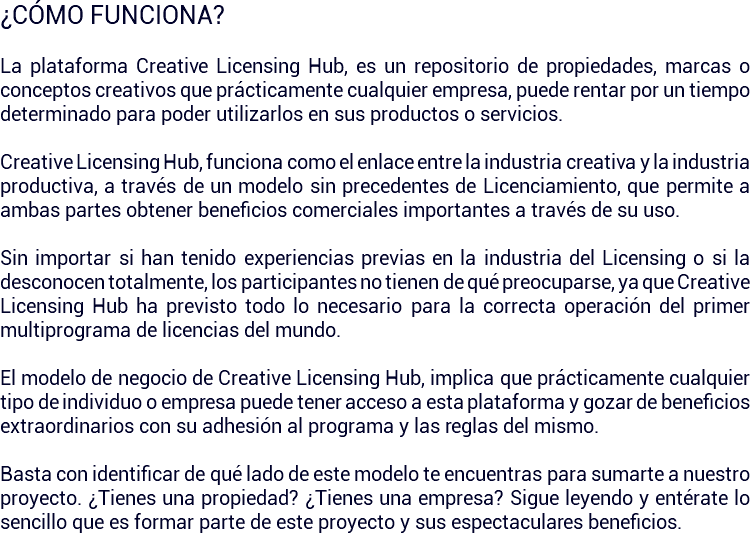 ¿CÓMO FUNCIONA?
La plataforma Creative Licensing Hub, es un repositorio de propiedades, marcas o
conceptos creativos que prácticamente cualquier empresa, puede rentar por un tiempo
determinado para poder utilizarlos en sus productos o servicios.
Creative Licensing Hub, funciona como el enlace entre la industria creativa y la industria
productiva, a través de un modelo sin precedentes de Licenciamiento, que permite a
ambas partes obtener beneficios comerciales importantes a través de su uso.
Sin importar si han tenido experiencias previas en la industria del Licensing o si la
desconocen totalmente, los participantes no tienen de qué preocuparse, ya que Creative
Licensing Hub ha previsto todo lo necesario para la correcta operación del primer
multiprograma de licencias del mundo.
El modelo de negocio de Creative Licensing Hub, implica que prácticamente cualquier
tipo de individuo o empresa puede tener acceso a esta plataforma y gozar de beneficios
extraordinarios con su adhesión al programa y las reglas del mismo.
Basta con identificar de qué lado de este modelo te encuentras para sumarte a nuestro
proyecto. ¿Tienes una propiedad? ¿Tienes una empresa? Sigue leyendo y entérate lo
sencillo que es formar parte de este proyecto y sus espectaculares beneficios.